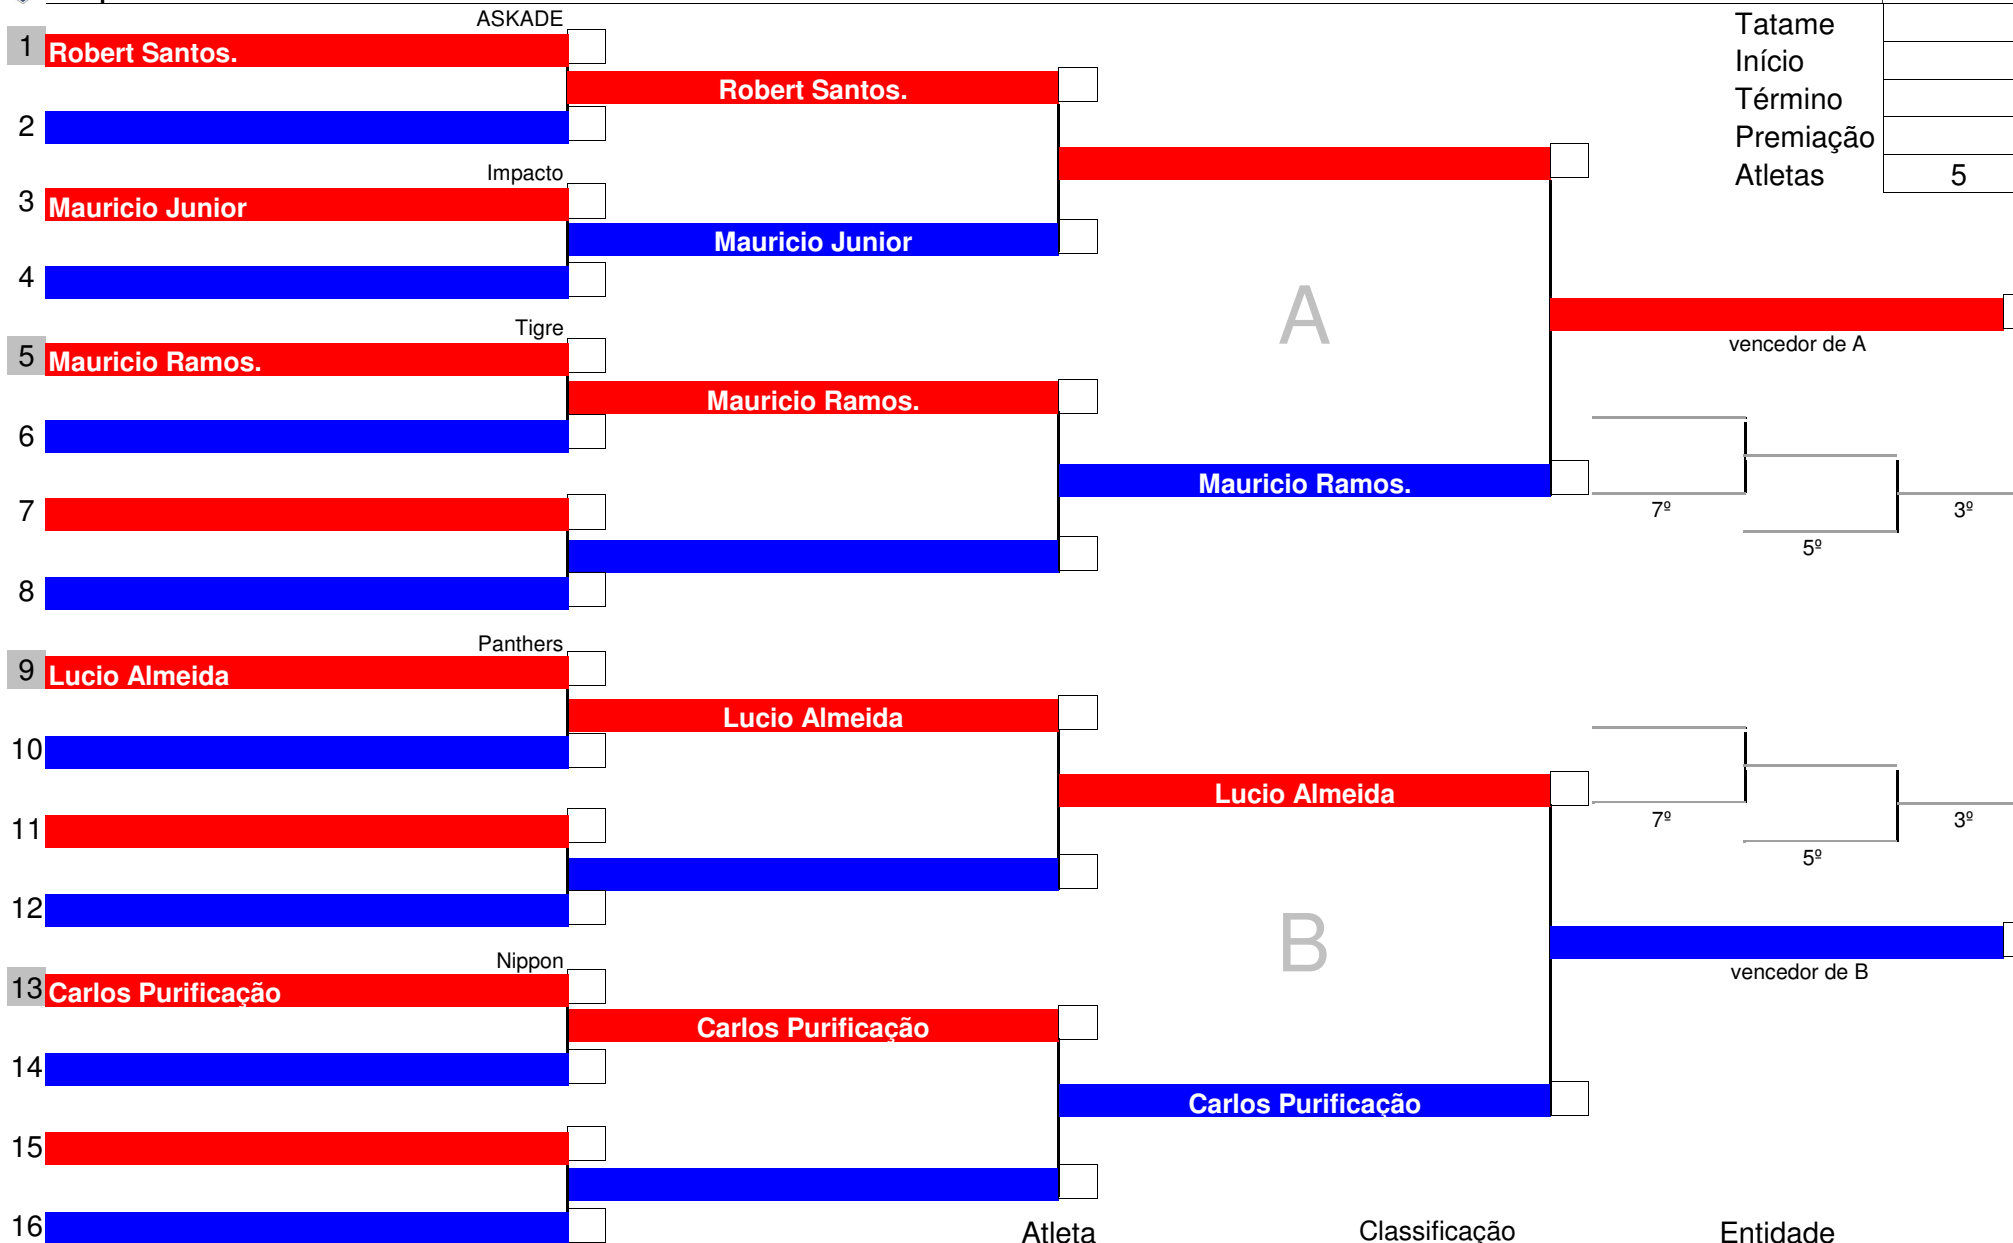 ASKADE
1 Robert Santos.
Robert Santos.
2
Impacto
3 Mauricio Junior
Mauricio Junior
4
Tigre
5 Mauricio Ramos.
Mauricio Ramos.
6
Mauricio Ramos.
7
8
Tatame
Início
Término
Premiação
Atletas 5
A
vencedor de A
7º
5º
3º
Panthers
9 Lucio Almeida
Lucio Almeida
10
Lucio Almeida
11
12
7º
5º
3º
B
vencedor de B
Nippon
13 Carlos Purificação
Carlos Purificação
14
Carlos Purificação
15
16
Atleta Classificação Entidade